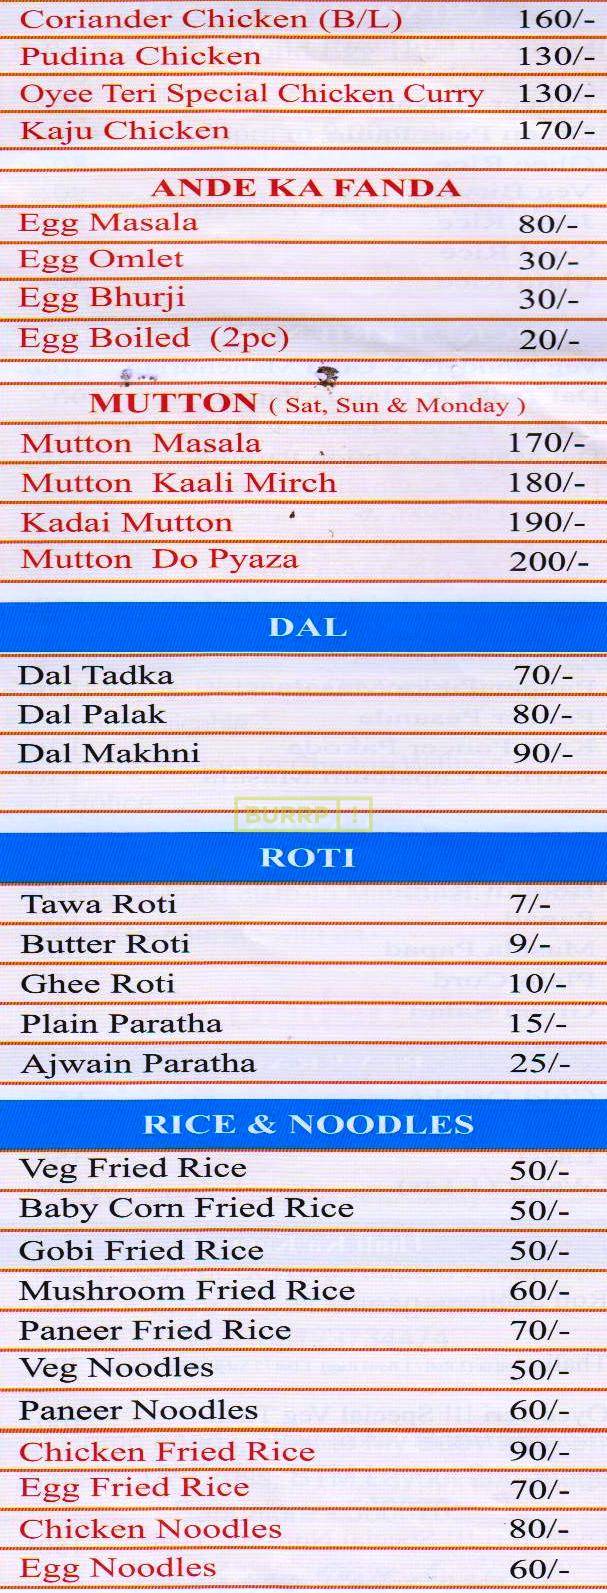 Coriander Chicken (B/L) 160/-
Pudina Chicken 130/-
Oyee Teri Special Chicken Curry 130/-
Kaju Chicken 170/-
ANDE KA FANDA
Egg Masala 80/-
Egg Omlet 30/-
Egg Bhurji 30/-
Egg Boiled (2pc) 20/-
MUTTON ( Sat, Sun & Monday )
Mutton Masala 170/-
Mutton Kaali Mirch 180/-
Kadai Mutton 190/-
Mutton Do Pyaza 200/-
DAL
Dal Tadka 70/-
Dal Palak 80/-
Dal Makhni 90/-
BURRP!
ROTI
Tawa Roti 7/-
Butter Roti 9/-
Ghee Roti 10/-
Plain Paratha 15/-
Ajwain Paratha 25/-
RICE & NOODLES
Veg Fried Rice 50/-
Baby Corn Fried Rice 50/-
Gobi Fried Rice 50/-
Mushroom Fried Rice 60/-
Paneer Fried Rice 70/-
Veg Noodles 50/-
Paneer Noodles 60/-
Chicken Fried Rice 90/-
Egg Fried Rice 70/-
Chicken Noodles 80/-
Egg Noodles 60/-